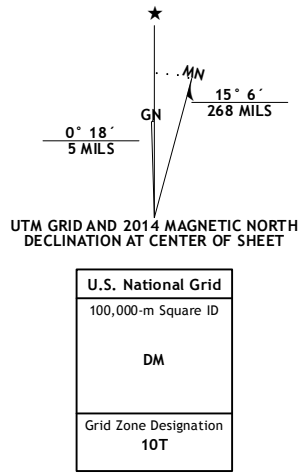 MN
GN
15° 6´
268 MILS
0° 18´
5 MILS
UTM GRID AND 2014 MAGNETIC NORTH
DECLINATION AT CENTER OF SHEET
U.S. National Grid
100,000-m Square ID
DM
Grid Zone Designation
10T